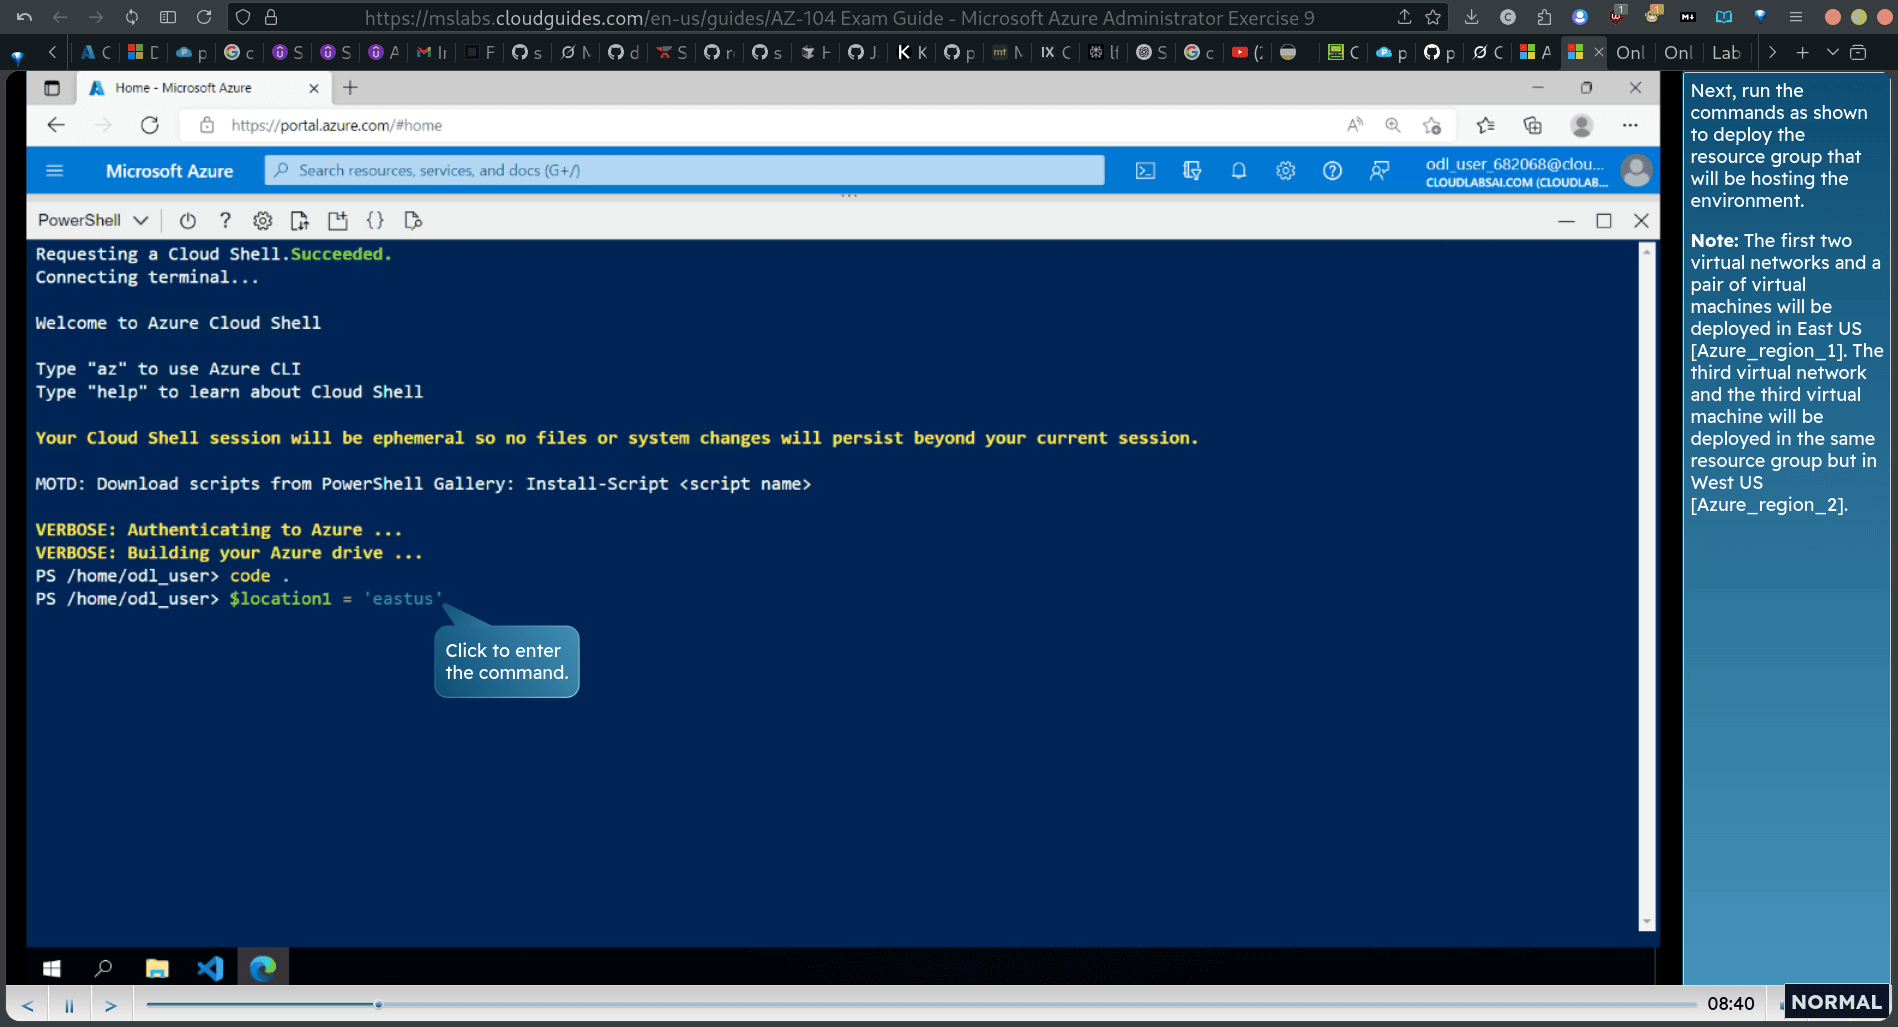 https://mslabs.cloudguides.com/en-us/guides/AZ-104 Exam Guide - Microsoft Azure Administrator Exercise 9
Onl
Onl
Lab
Home - Microsoft Azure
https://portal.azure.com/#home
Microsoft Azure
Search resources, services, and docs (G+/)
odl_user_682068@clou...
CLOUDLABSAI.COM (CLOUDLAB...
PowerShell
Requesting a Cloud Shell.Succeeded.
Connecting terminal...
Welcome to Azure Cloud Shell
Type "az" to use Azure CLI
Type "help" to learn about Cloud Shell
Your Cloud Shell session will be ephemeral so no files or system changes will persist beyond your current session.
MOTD: Download scripts from PowerShell Gallery: Install-Script <script name>
VERBOSE: Authenticating to Azure ...
VERBOSE: Building your Azure drive ...
PS /home/odl_user> code .
PS /home/odl_user> $location1 = 'eastus'
Click to enter
the command.
Next, run the
commands as shown
to deploy the
resource group that
will be hosting the
environment.
Note: The first two
virtual networks and a
pair of virtual
machines will be
deployed in East US
[Azure_region_1]. The
third virtual network
and the third virtual
machine will be
deployed in the same
resource group but in
West US
[Azure_region_2].
08:40
NORMAL